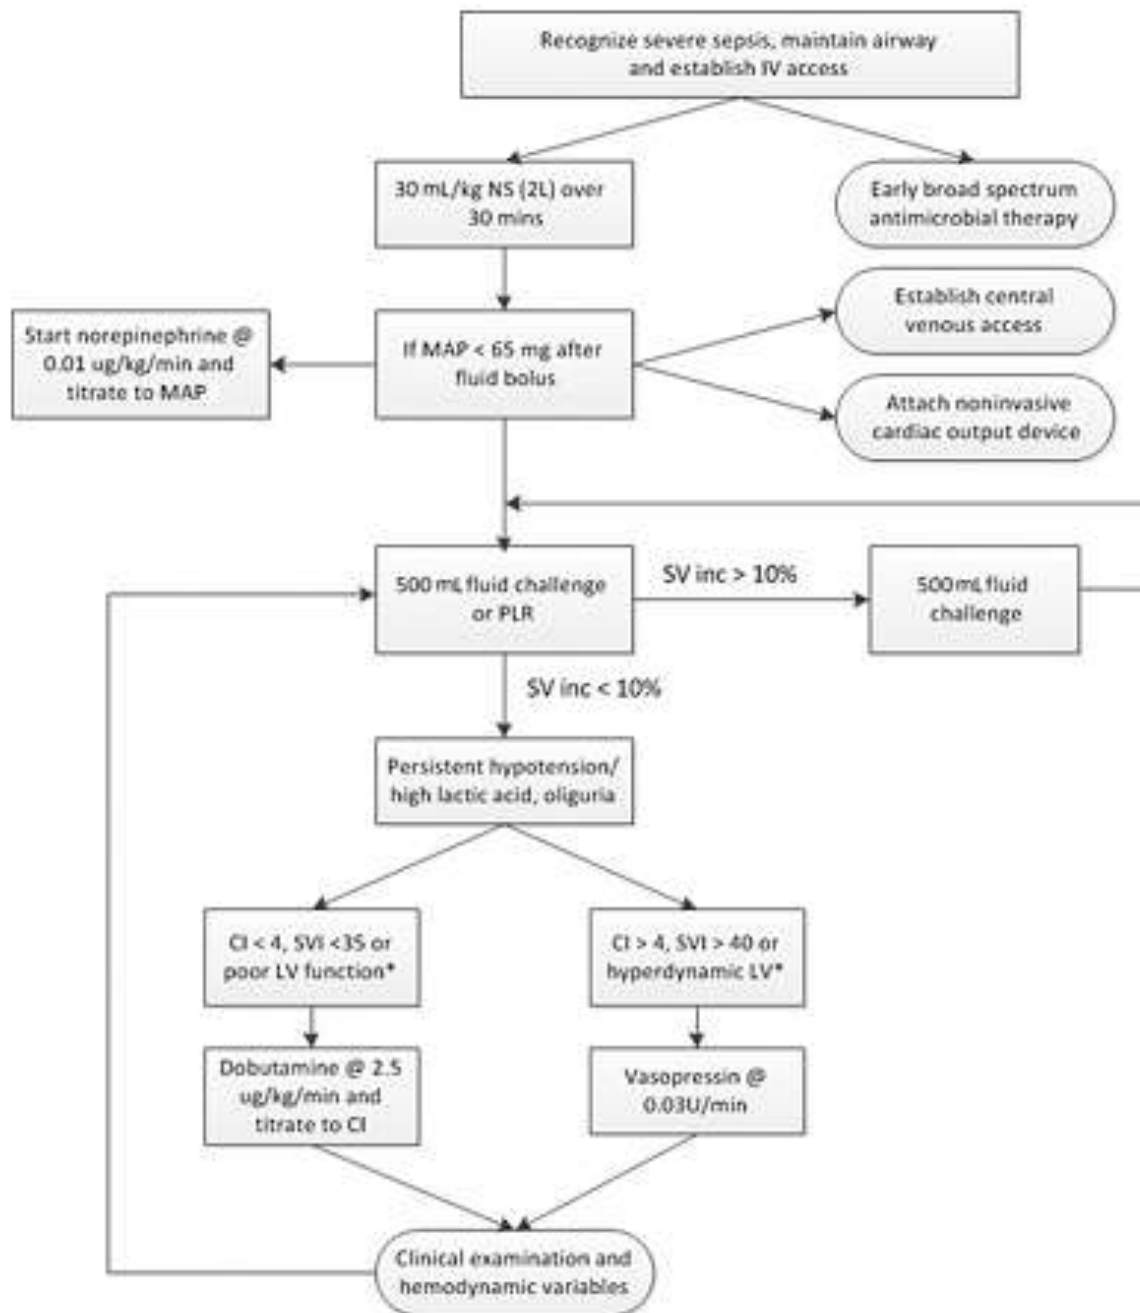 Recognize severe sepsis, maintain airway
and establish IV access
30 mL/kg NS (2L) over
30 mins
Early broad spectrum
antimicrobial therapy
Establish central
venous access
Start norepinephrine @
0.01 ug/kg/min and
titrate to MAP
If MAP < 65 mg after
fluid bolus
Attach noninvasive
cardiac output device
500 mL fluid challenge
or PLR
SV inc > 10%
500 mL fluid
challenge
SV inc < 10%
Persistent hypotension/
high lactic acid, oliguria
CI < 4, SVI <35 or
poor LV function*
CI > 4, SVI > 40 or
hyperdynamic LV*
Dobutamine @ 2.5
ug/kg/min and
titrate to CI
Vasopressin @
0.03U/min
Clinical examination and
hemodynamic variables